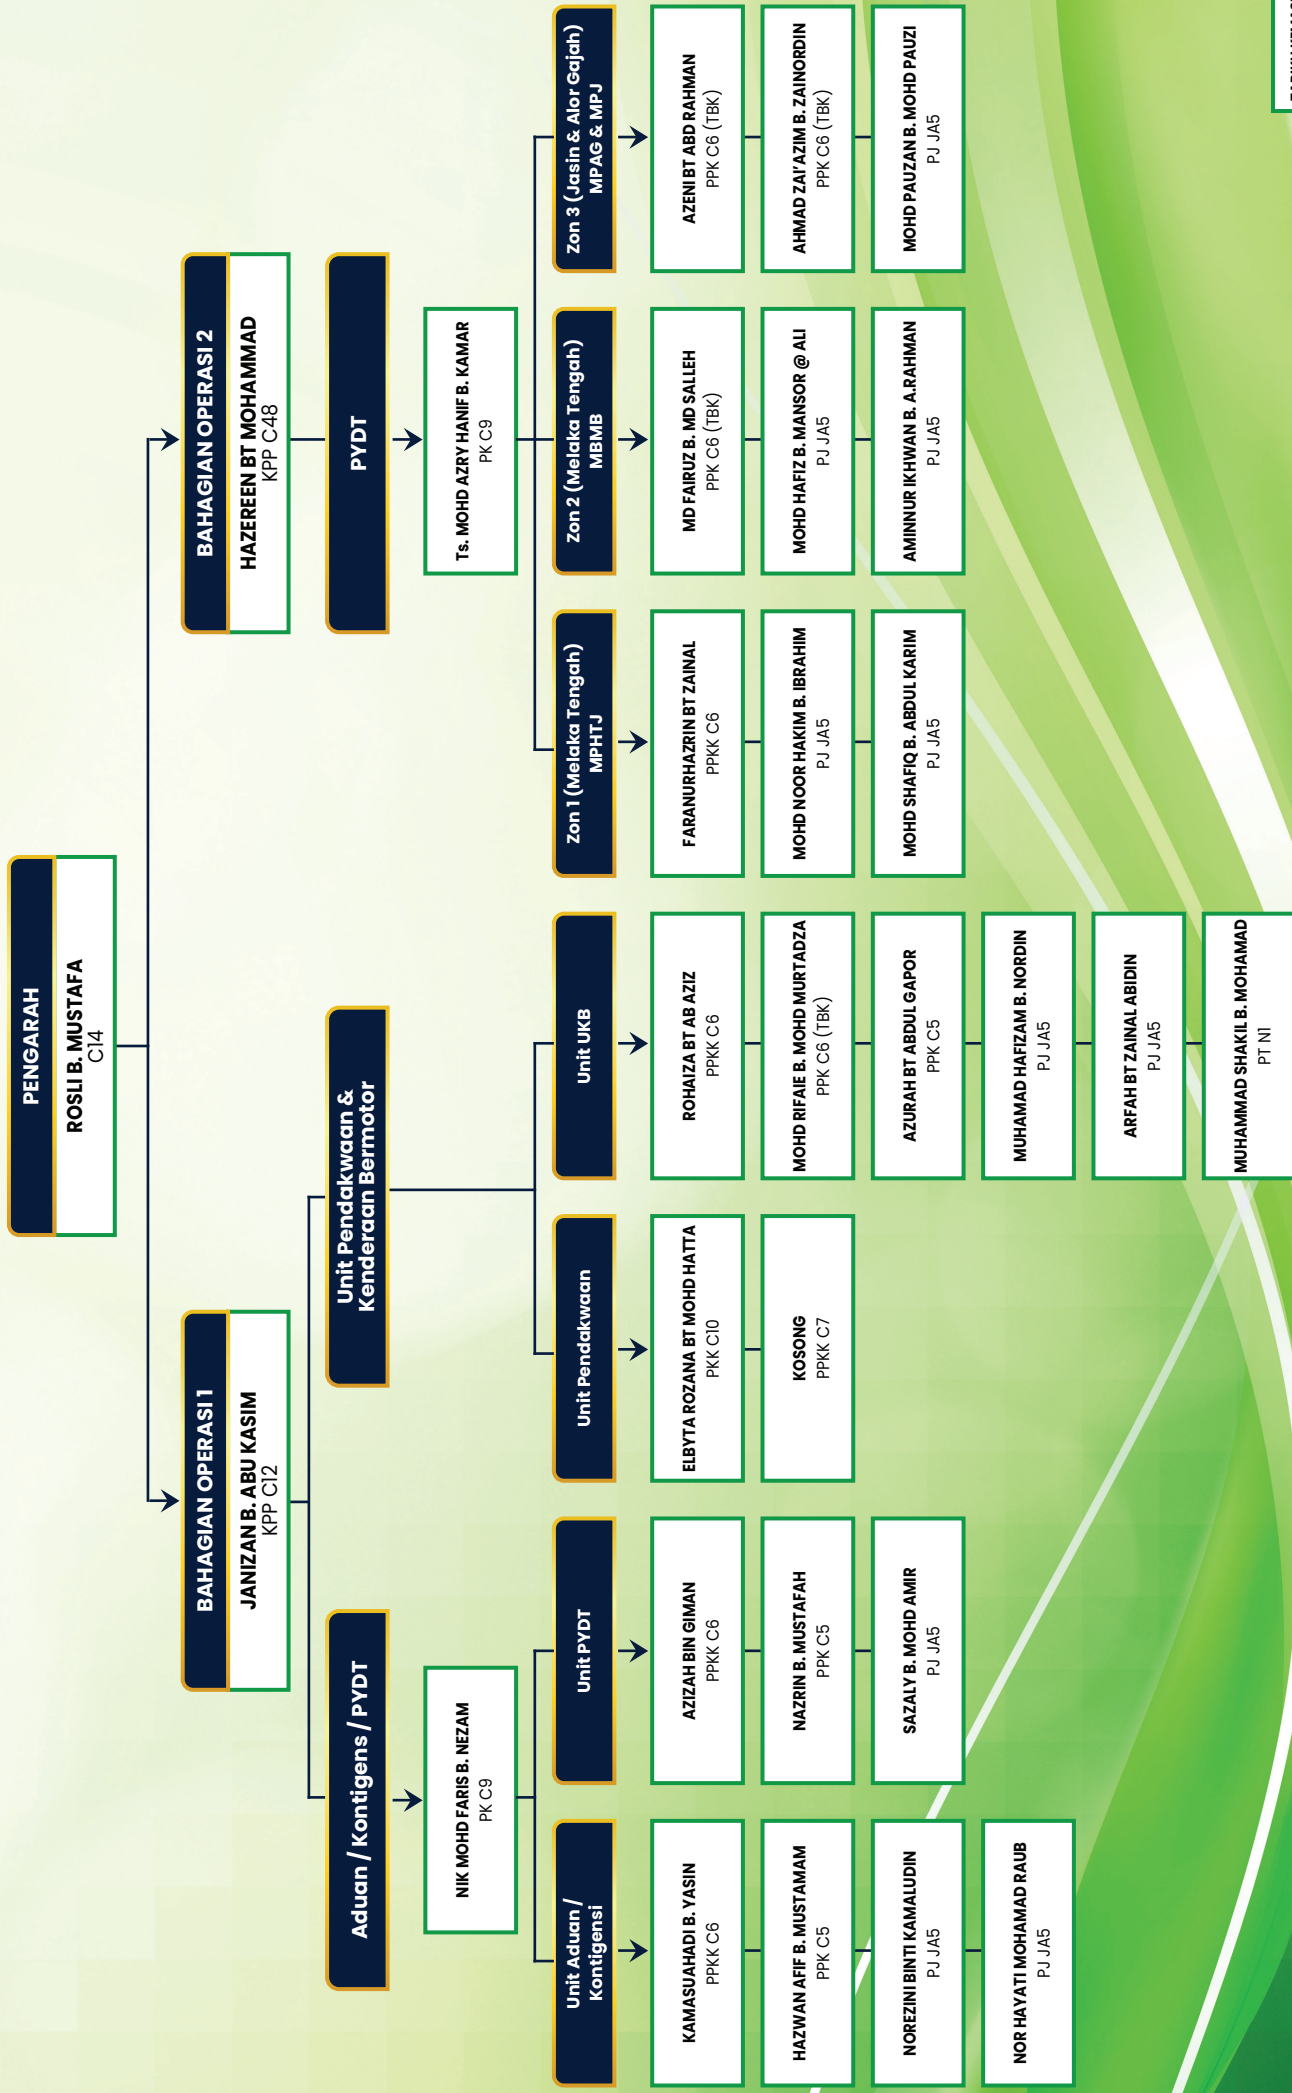 PENGARAH
ROSLI B. MUSTAFA
C14
BAHAGIAN OPERASI 1
JANIZAN B. ABU KASIM
KPP C12
BAHAGIAN OPERASI 2
HAZEREEN BT MOHAMMAD
KPP C48
Aduan / Kontigens / PYDT
Unit Pendakwaan &
Kenderaan Bermotor
PYDT
NIK MOHD FARIS B. NEZAM
PK C9
Ts. MOHD AZRY HANIF B. KAMAR
PK C9
Unit Aduan /
Kontigensi
KAMASUAHADI B. YASIN
PPKK C6
HAZWAN AFIF B. MUSTAMAM
PPK C5
NOREZINI BINTI KAMALUDIN
PJ JA5
NOR HAYATI MOHAMAD RAUB
PJ JA5
Unit PYDT
AZIZAH BIN GIMAN
PPKK C6
NAZRIN B. MUSTAFAH
PPK C5
SAZALY B. MOHD AMIR
PJ JA5
Unit Pendakwaan
ELBYTA ROZANA BT MOHD HATTA
PKK C10
KOSONG
PPKK C7
Unit UKB
ROHAIZA BT AB AZIZ
PPKK C6
MOHD RIFAIE B. MOHD MURTADZA
PPK C6 (TBK)
AZURAH BT ABDUL GAPOR
PPK C5
MUHAMAD HAFIZAM B. NORDIN
PJ JA5
ARFAH BT ZAINAL ABIDIN
PJ JA5
MUHAMMAD SHAKIL B. MOHAMAD
PT N1
Zon 1 (Melaka Tengah)
MPHTJ
FARANURHAZRIN BT ZAINAL
PPKK C6
MOHD NOOR HAKIM B. IBRAHIM
PJ JA5
MOHD SHAFIQ B. ABDUL KARIM
PJ JA5
Zon 2 (Melaka Tengah)
MBMB
MD FAIRUZ B. MD SALLEH
PPK C6 (TBK)
MOHD HAFIZ B. MANSOR @ ALI
PJ JA5
AMINNUR IKHWAN B. A.RAHMAN
PJ JA5
Zon 3 (Jasin & Alor Gajah)
MPAG & MPJ
AZENI BT ABD RAHMAN
PPK C6 (TBK)
AHMAD ZAI'AZIM B. ZAINORDIN
PPK C6 (TBK)
MOHD PAUZAN B. MOHD PAUZI
PJ JA5